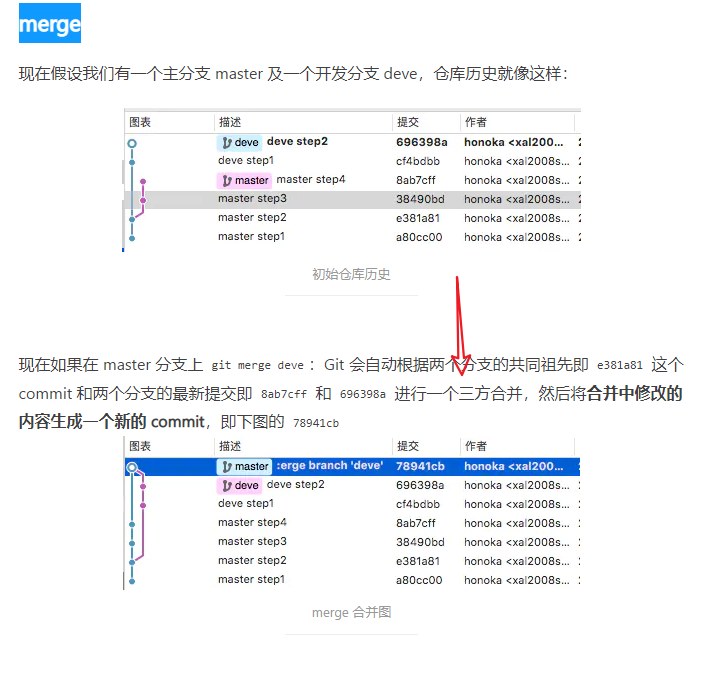 merge
现在假设我们有一个主分支 master 及一个开发分支 deve，仓库历史就像这样：
图表 描述 提交 作者
deve deve step2 696398a honoka <xal200...
deve step1 cf4bdbb honoka <xal2008s...
master master step4 8ab7cff honoka <xal2008s...
master step3 38490bd honoka <xal2008s...
master step2 e381a81 honoka <xal2008s...
master step1 a80cc00 honoka <xal2008s...
初始仓库历史
现在如果在 master 分支上 git merge deve ：Git 会自动根据两个分支的共同祖先即 e381a81 这个
commit 和两个分支的最新提交即 8ab7cff 和 696398a 进行一个三方合并，然后将合并中修改的
内容生成一个新的 commit，即下图的 78941cb
图表 描述 提交 作者
master :erge branch 'deve' 78941cb honoka <xal200...
deve deve step2 696398a honoka <xal2008s...
deve step1 cf4bdbb honoka <xal2008s...
master step4 8ab7cff honoka <xal2008s...
master step3 38490bd honoka <xal2008s...
master step2 e381a81 honoka <xal2008s...
master step1 a80cc00 honoka <xal2008s...
merge 合并图